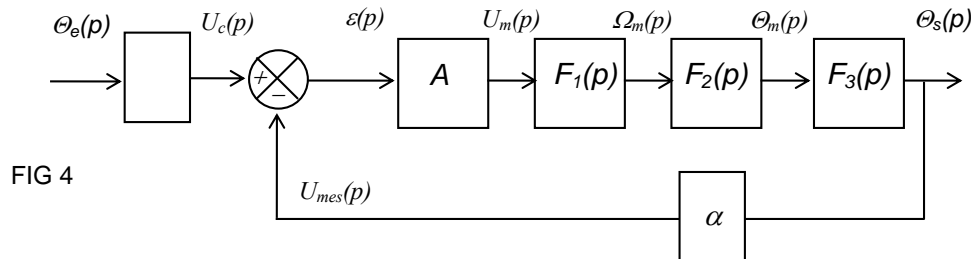 Θe(p) Uc(p) ε(p) Um(p) Ωm(p) Θm(p) Θs(p)
+ − A F1(p) F2(p) F3(p)
FIG 4
Umes(p)
α